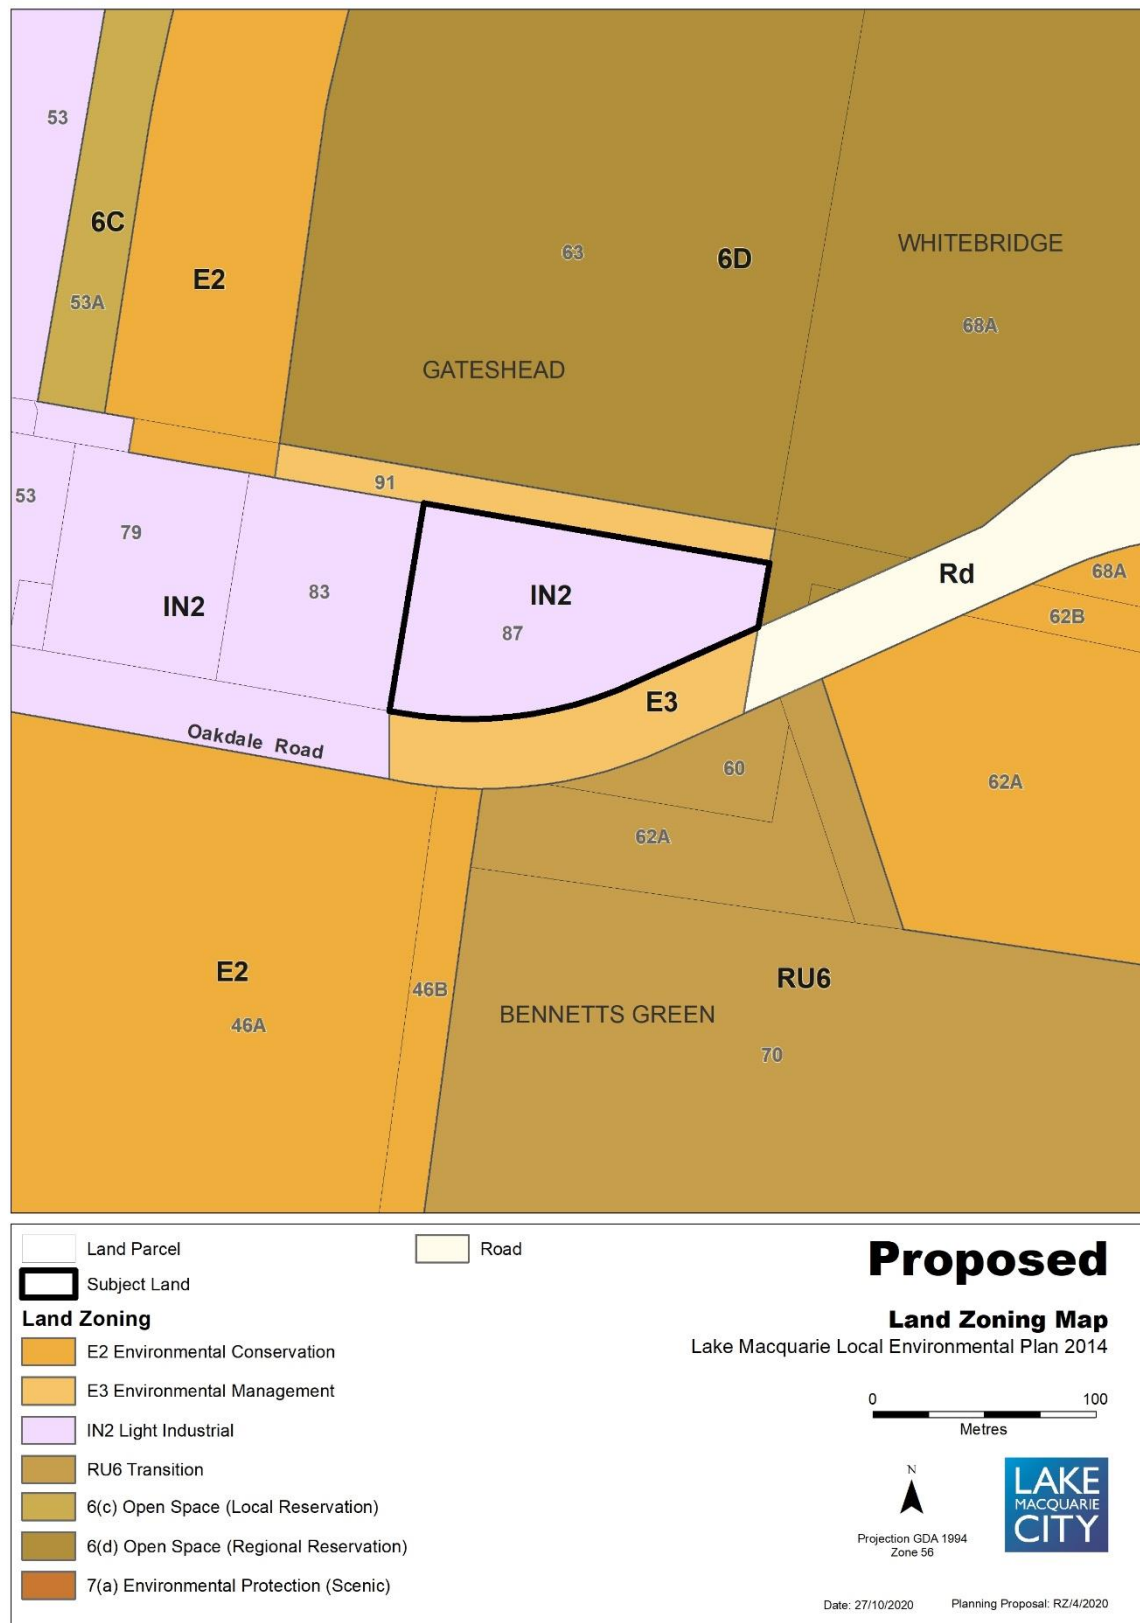 53
6C
E2
63
6D
WHITEBRIDGE
53A
68A
GATESHEAD
91
53
79
83
IN2
IN2
87
Rd
68A
62B
E3
Oakdale Road
60
62A
62A
E2
46A
46B
RU6
BENNETTS GREEN
70
Land Parcel
Road
Subject Land
Land Zoning
E2 Environmental Conservation
E3 Environmental Management
IN2 Light Industrial
RU6 Transition
6(c) Open Space (Local Reservation)
6(d) Open Space (Regional Reservation)
7(a) Environmental Protection (Scenic)
Proposed
Land Zoning Map
Lake Macquarie Local Environmental Plan 2014
0 100
Metres
N
Projection GDA 1994
Zone 56
LAKE
MACQUARIE
CITY
Date: 27/10/2020 Planning Proposal: RZ/4/2020